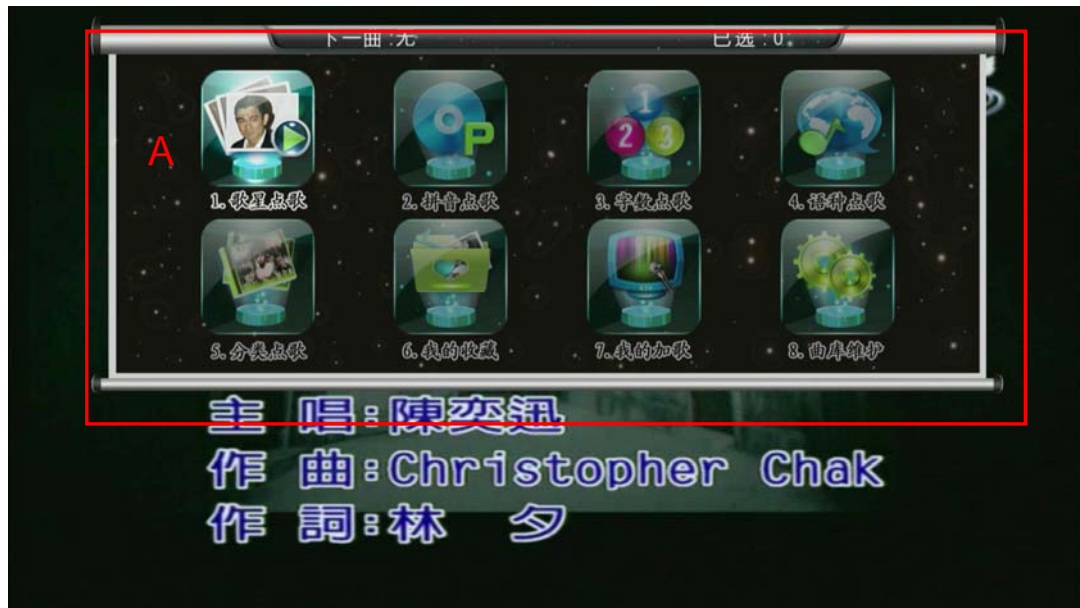 下一曲:无 已选:0
A
1.歌星点歌 2.拼音点歌 3.字数点歌 4.语种点歌
5.分类点歌 6.我的收藏 7.我的加歌 8.曲库维护
主 唱:陳奕迅
作 曲:Christopher Chak
作 詞:林 夕